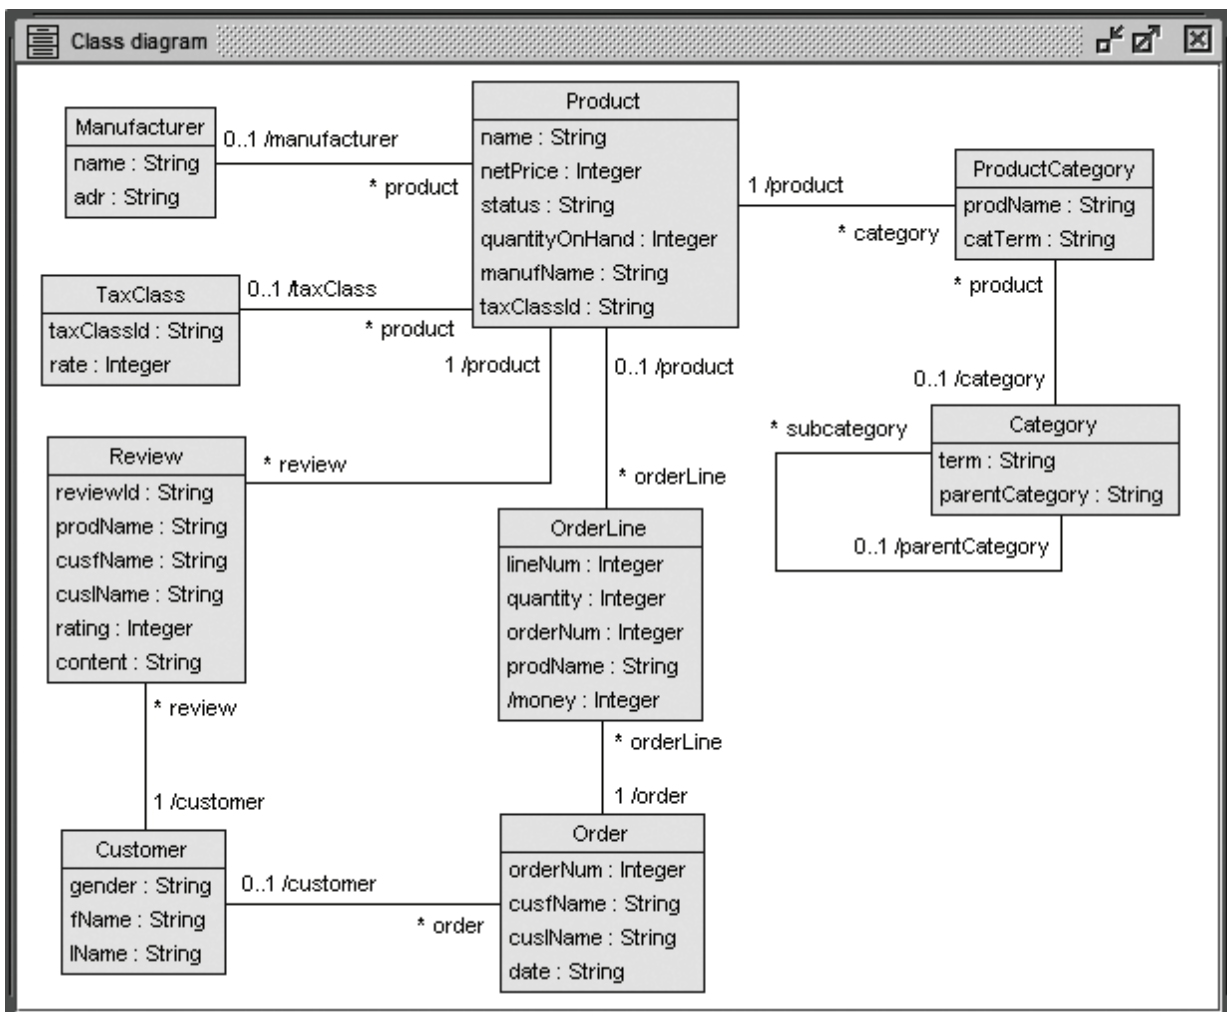 Class diagram
Manufacturer
name : String
adr : String
0..1 /manufacturer
* product
Product
name : String
netPrice : Integer
status : String
quantityOnHand : Integer
manufName : String
taxClassId : String
1 /product
* category
ProductCategory
prodName : String
catTerm : String
TaxClass
taxClassId : String
rate : Integer
0..1 /taxClass
* product
1 /product
0..1 /product
* product
0..1 /category
Category
term : String
parentCategory : String
* subcategory
0..1 /parentCategory
Review
reviewId : String
prodName : String
cusfName : String
cuslName : String
rating : Integer
content : String
* review
* orderLine
OrderLine
lineNum : Integer
quantity : Integer
orderNum : Integer
prodName : String
/money : Integer
* review
1 /customer
* orderLine
1 /order
Customer
gender : String
fName : String
lName : String
0..1 /customer
* order
Order
orderNum : Integer
cusfName : String
cuslName : String
date : String